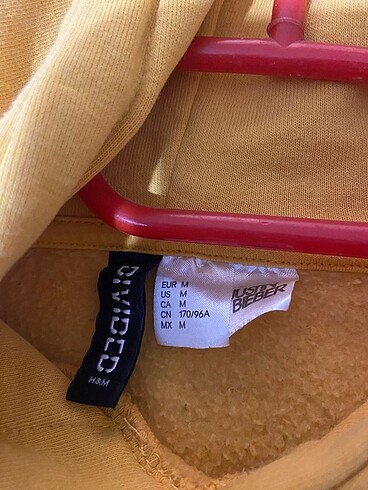 DIVIDED
H&M
EUR M
US M
CA M
CN 170/96A
MX M
JUSTIN
BIEBER